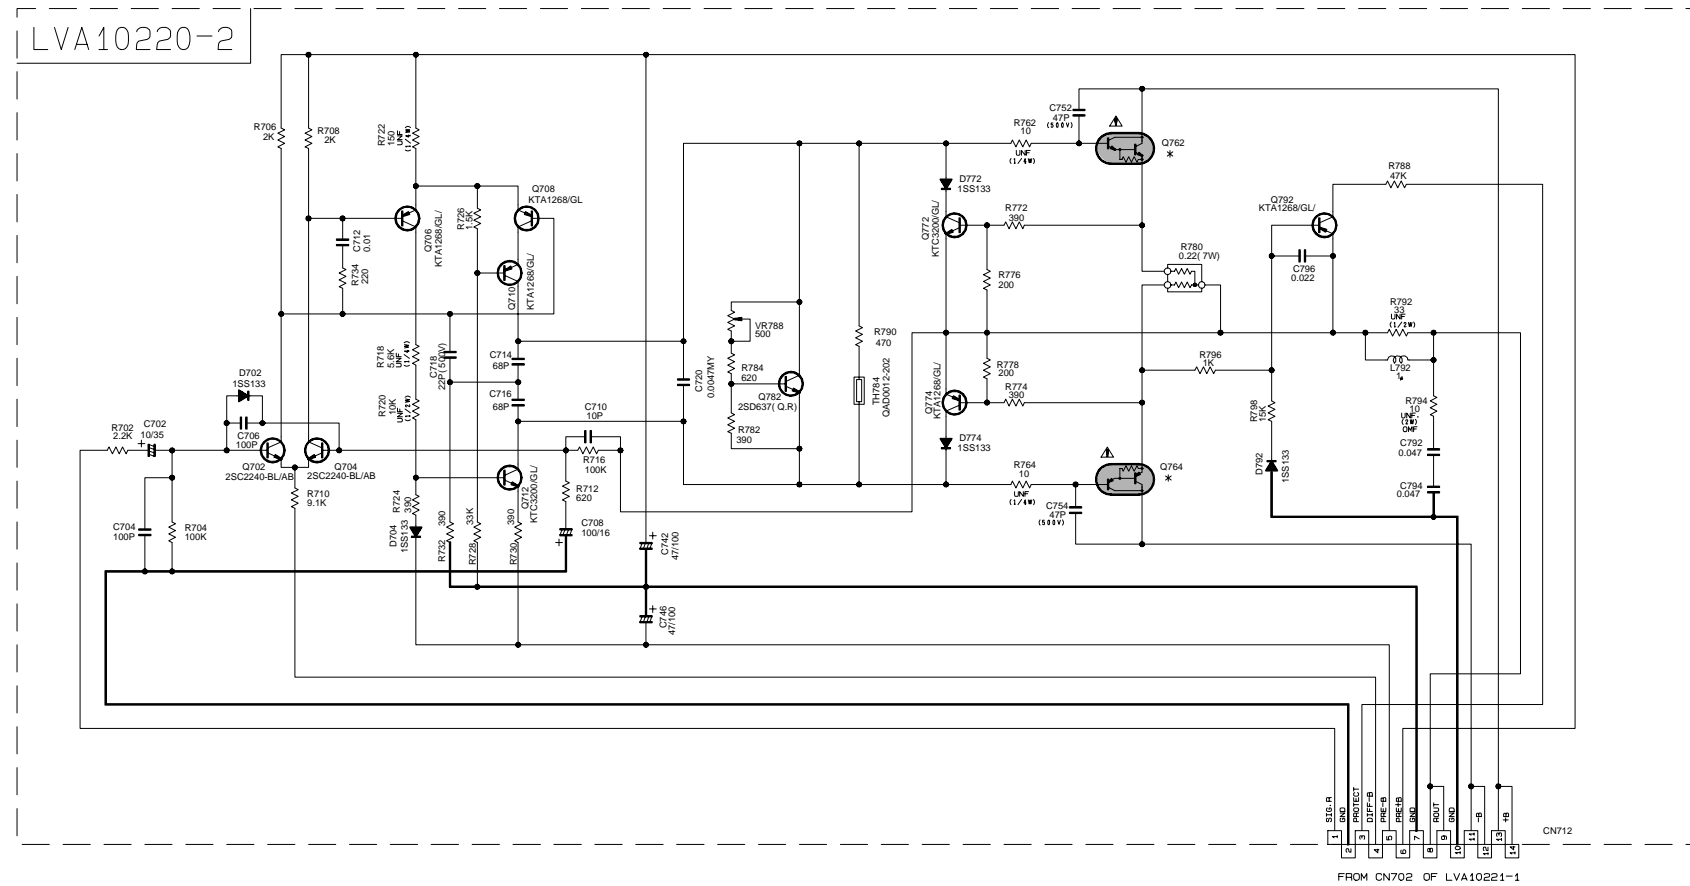 LVA10220-2
R706
2K
R708
2K
R722
150
UNF
(1/4W)
C712
0.01
R734
220
Q706
KTA1268/GL/
R726
1.5K
Q708
KTA1268/GL
Q710
KTA1268/GL/
R718
5.6K
UNF
(1/4W)
C718
22P(500V)
C714
68P
C716
68P
R720
10K
UNF
(1/2W)
D702
1SS133
C706
100P
R702
2.2K
C702
10/35
+
Q702
2SC2240-BL/AB
Q704
2SC2240-BL/AB
R710
9.1K
C704
100P
R704
100K
R724
390
D704
1SS133
R732
390
R728
33K
R730
390
Q712
KTC3200/GL/
C710
10P
R716
100K
R712
620
C708
100/16
+
C742
47/100
+
C746
47/100
+
C720
0.0047MY
VR788
500
R784
620
R782
390
Q782
2SD637(Q.R)
R790
470
TH784
QAD0012-202
D772
1SS133
Q772
KTC3200/GL/
R772
390
R776
200
R778
200
R774
390
Q774
KTA1268/GL/
D774
1SS133
R762
10
UNF
(1/4W)
C752
47P
(500V)
Q762
*
R764
10
UNF
(1/4W)
C754
47P
(500V)
Q764
*
R780
0.22(7W)
R796
1K
Q792
KTA1268/GL/
C796
0.022
R788
47K
R798
15K
D792
1SS133
R792
33
UNF
(1/2W)
L792
1µ
R794
10
UNF.
(2W)
OMF
C792
0.047
C794
0.047
SIG.R
GND
PROTECT
DIFF-B
PRE-B
PRE+B
GND
ROUT
GND
-B
+B
1
2
3
4
5
6
7
8
9
10
11
12
13
14
CN712
FROM CN702 OF LVA10221-1